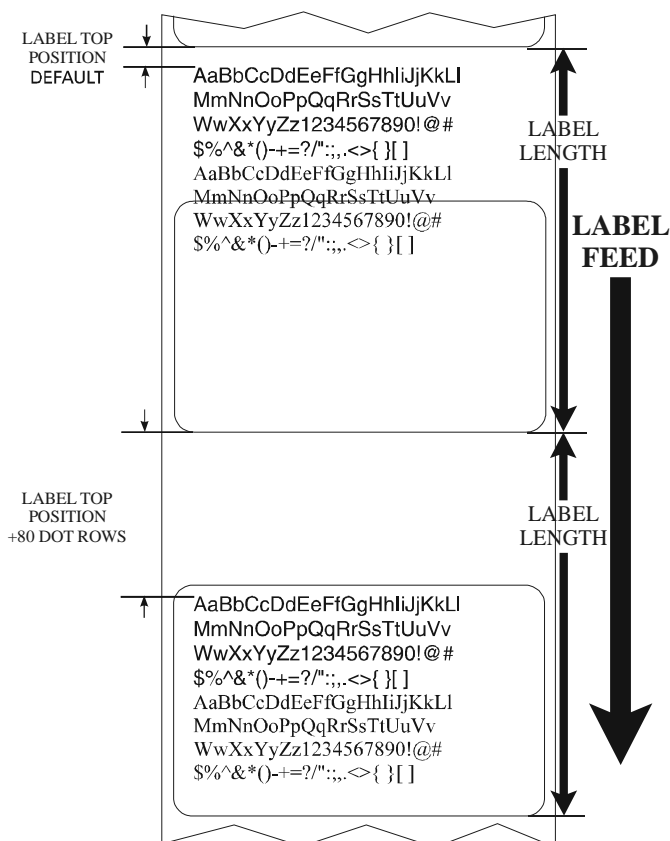 LABEL TOP
POSITION
DEFAULT
AaBbCcDdEeFfGgHhIiJjKkLl
MmNnOoPpQqRrSsTtUuVv
WwXxYyZz1234567890!@#
$%^&*()-+=?/":;,.<>{ }[ ]
AaBbCcDdEeFfGgHhIiJjKkLl
MmNnOoPpQqRrSsTtUuVv
WwXxYyZz1234567890!@#
$%^&*()-+=?/":;,.<>{ }[ ]
LABEL
LENGTH
LABEL
FEED
LABEL TOP
POSITION
+80 DOT ROWS
LABEL
LENGTH
AaBbCcDdEeFfGgHhIiJjKkLl
MmNnOoPpQqRrSsTtUuVv
WwXxYyZz1234567890!@#
$%^&*()-+=?/":;,.<>{ }[ ]
AaBbCcDdEeFfGgHhIiJjKkLl
MmNnOoPpQqRrSsTtUuVv
WwXxYyZz1234567890!@#
$%^&*()-+=?/":;,.<>{ }[ ]